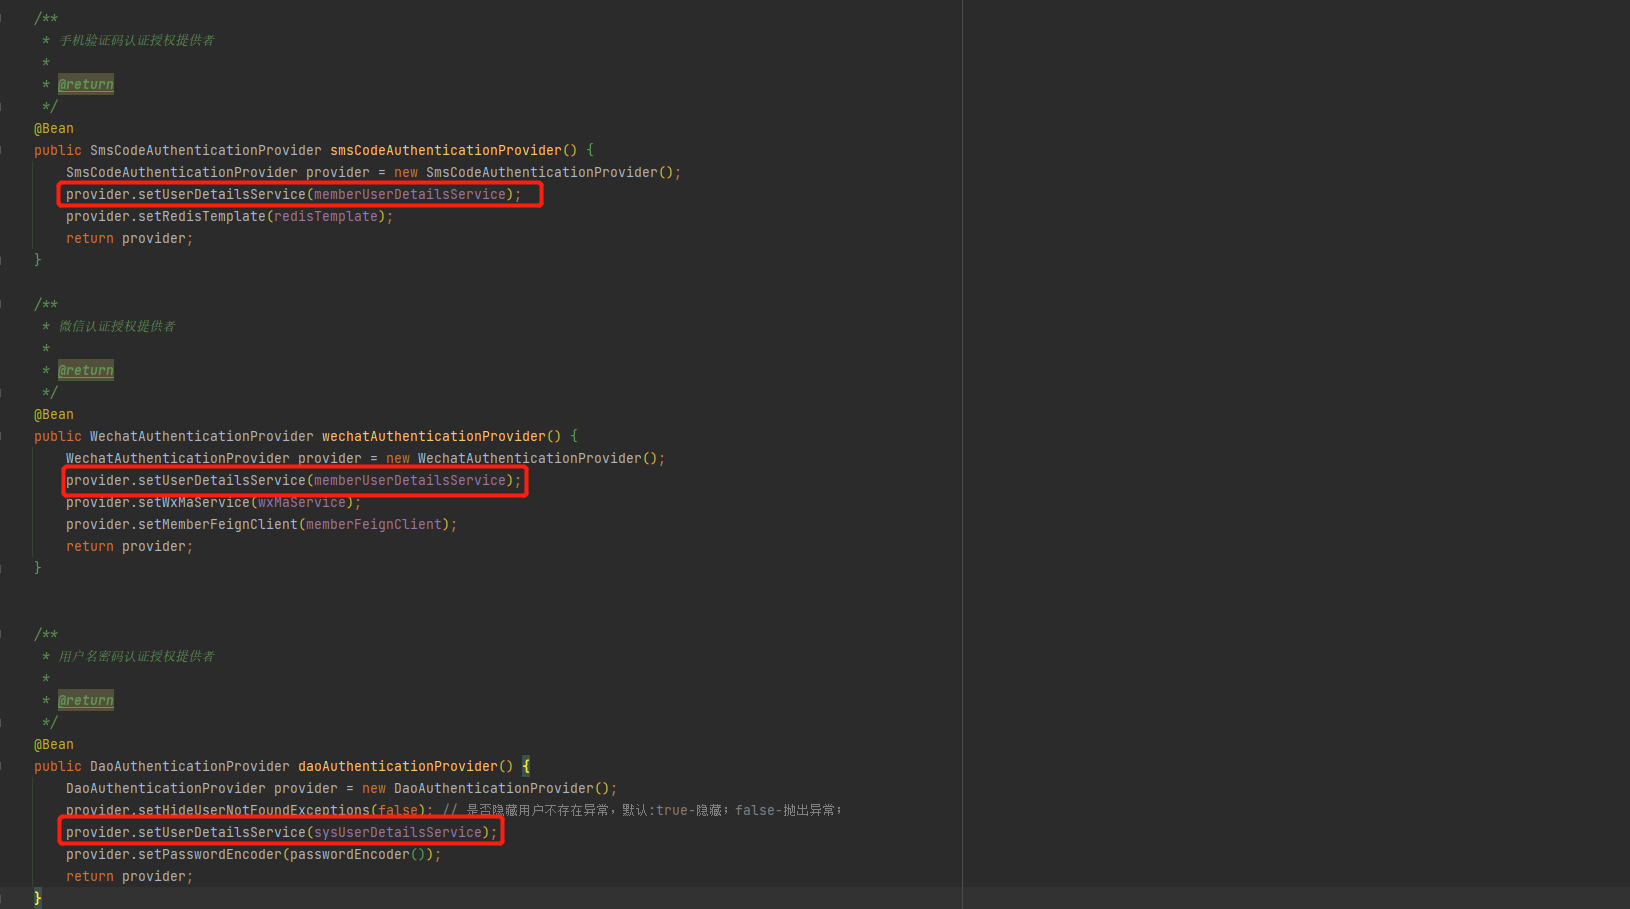 /**
* 手机验证码认证授权提供者
*
* @return
*/
@Bean
public SmsCodeAuthenticationProvider smsCodeAuthenticationProvider() {
SmsCodeAuthenticationProvider provider = new SmsCodeAuthenticationProvider();
provider.setUserDetailsService(memberUserDetailsService);
provider.setRedisTemplate(redisTemplate);
return provider;
}
/**
* 微信认证授权提供者
*
* @return
*/
@Bean
public WechatAuthenticationProvider wechatAuthenticationProvider() {
WechatAuthenticationProvider provider = new WechatAuthenticationProvider();
provider.setUserDetailsService(memberUserDetailsService);
provider.setWxMaService(wxMaService);
provider.setMemberFeignClient(memberFeignClient);
return provider;
}
/**
* 用户名密码认证授权提供者
*
* @return
*/
@Bean
public DaoAuthenticationProvider daoAuthenticationProvider() {
DaoAuthenticationProvider provider = new DaoAuthenticationProvider();
provider.setHideUserNotFoundExceptions(false); // 是否隐藏用户不存在异常，默认:true-隐藏；false-抛出异常；
provider.setUserDetailsService(sysUserDetailsService);
provider.setPasswordEncoder(passwordEncoder());
return provider;
}